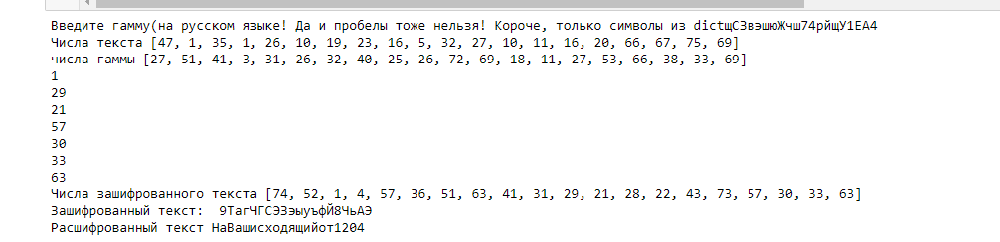 Введите гамму(на русском языке! Да и пробелы тоже нельзя! Короче, только символы из dictщСЗвэшюЖчш74рйщУ1ЕА4
Числа текста [47, 1, 35, 1, 26, 10, 19, 23, 16, 5, 32, 27, 10, 11, 16, 20, 66, 67, 75, 69]
числа гаммы [27, 51, 41, 3, 31, 26, 32, 40, 25, 26, 72, 69, 18, 11, 27, 53, 66, 38, 33, 69]
1
29
21
57
30
33
63
Числа зашифрованного текста [74, 52, 1, 4, 57, 36, 51, 63, 41, 31, 29, 21, 28, 22, 43, 73, 57, 30, 33, 63]
Зашифрованный текст:  9ТагЧГСЭЗэыуъфЙ8ЧьАЭ
Расшифрованный текст НаВашисходящийот1204